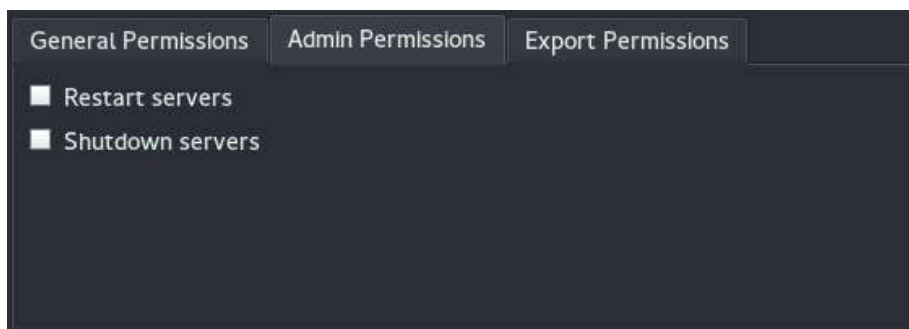 General Permissions Admin Permissions Export Permissions
Restart servers
Shutdown servers